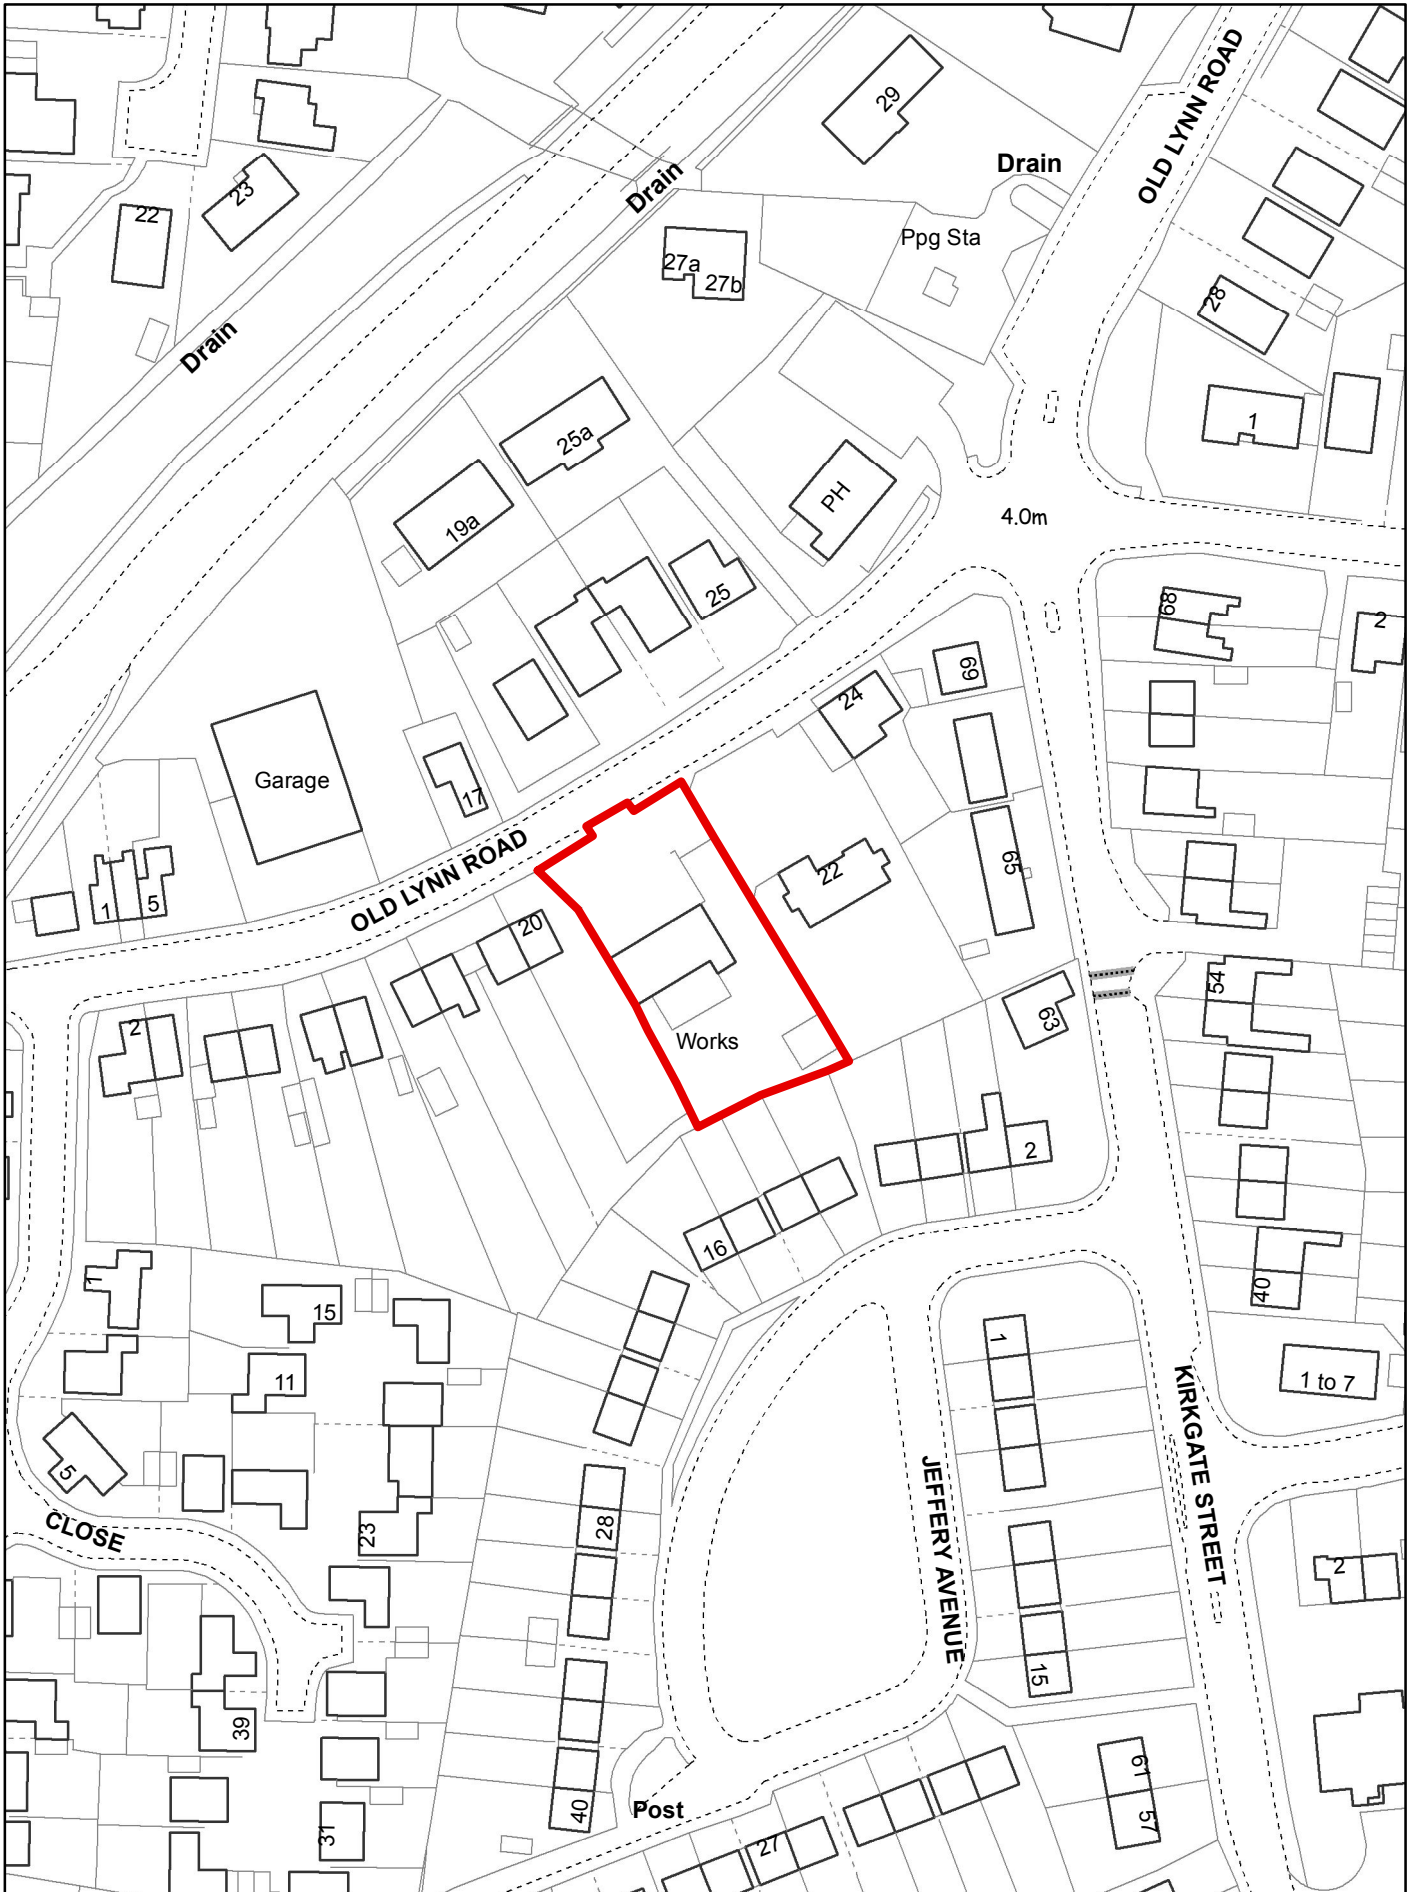 OLD LYNN ROAD
29
Drain
Drain
23
22
Ppg Sta
27a
27b
28
Drain
1
25a
PH
19a
4.0m
25
68
2
69
24
Garage
17
OLD LYNN ROAD
22
65
1
5
20
54
2
63
Works
2
16
1
15
40
1
11
1 to 7
KIRKGATE STREET
5
JEFFERY AVENUE
CLOSE
23
28
2
15
39
61
57
40
Post
31
27